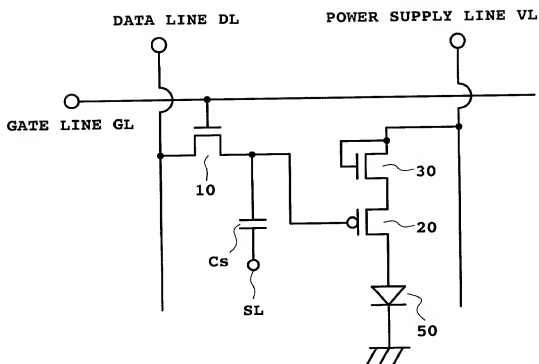 DATA LINE DL
POWER SUPPLY LINE VL
GATE LINE GL
10
30
20
Cs
SL
50